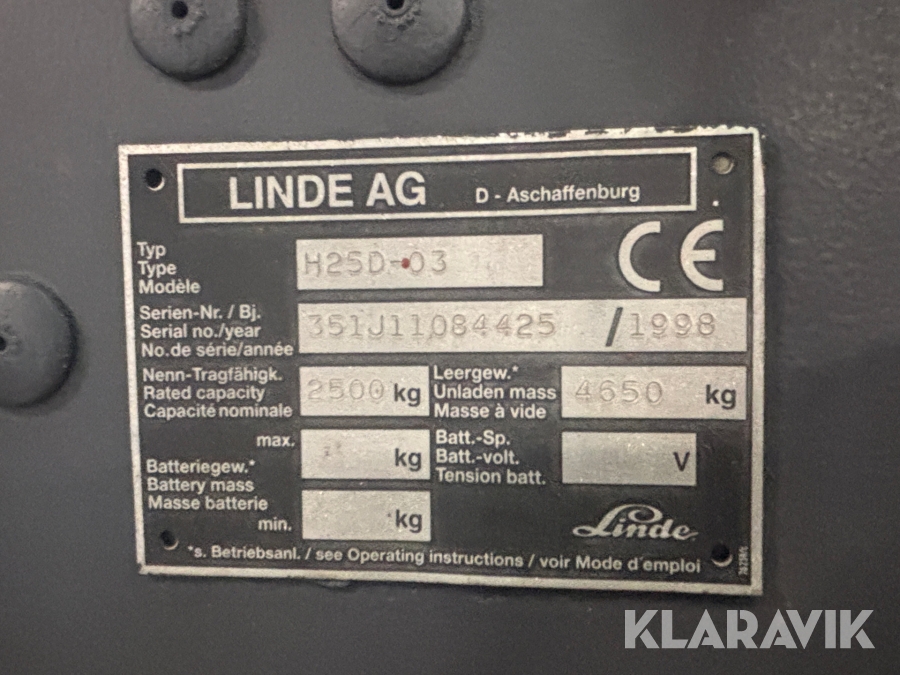 LINDE AG D - Aschaffenburg
Typ
Type
Modèle
H25D-03
CE
Serien-Nr. / Bj.
Serial no./year
No.de série/année
351J11084425 / 1998
Nenn-Tragfähigk.
Rated capacity
Capacité nominale
2500 kg
Leergew.*
Unladen mass
Masse à vide
4650 kg
max.
kg
Batteriegew.*
Battery mass
Masse batterie
min.
kg
Batt.-Sp.
Batt.-volt.
Tension batt.
V
Linde
*s. Betriebsanl. / see Operating instructions / voir Mode d'emploi
KLARAVIK